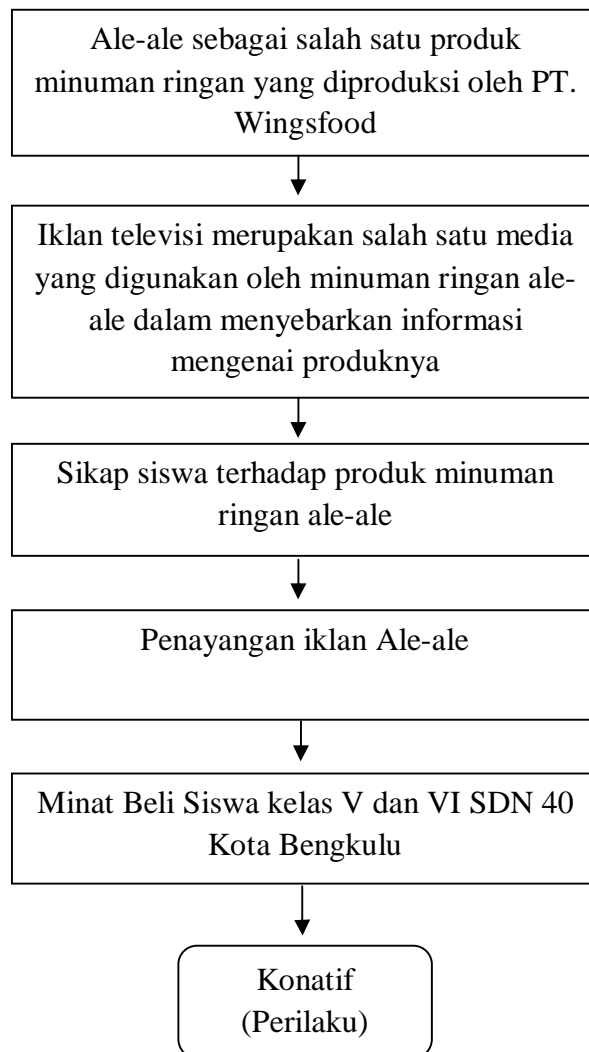 Ale-ale sebagai salah satu produk
minuman ringan yang diproduksi oleh PT.
Wingsfood
Iklan televisi merupakan salah satu media
yang digunakan oleh minuman ringan ale-
ale dalam menyebarkan informasi
mengenai produknya
Sikap siswa terhadap produk minuman
ringan ale-ale
Penayangan iklan Ale-ale
Minat Beli Siswa kelas V dan VI SDN 40
Kota Bengkulu
Konatif
(Perilaku)